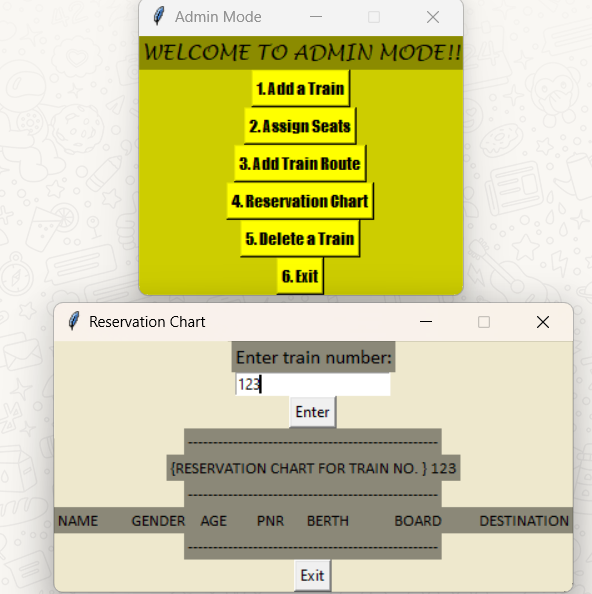 Admin Mode
WELCOME TO ADMIN MODE!!
1. Add a Train
2. Assign Seats
3. Add Train Route
4. Reservation Chart
5. Delete a Train
6. Exit
Reservation Chart
Enter train number:
123
Enter
--------------------------------------------------
{RESERVATION CHART FOR TRAIN NO. } 123
--------------------------------------------------
NAME GENDER AGE PNR BERTH BOARD DESTINATION
--------------------------------------------------
Exit